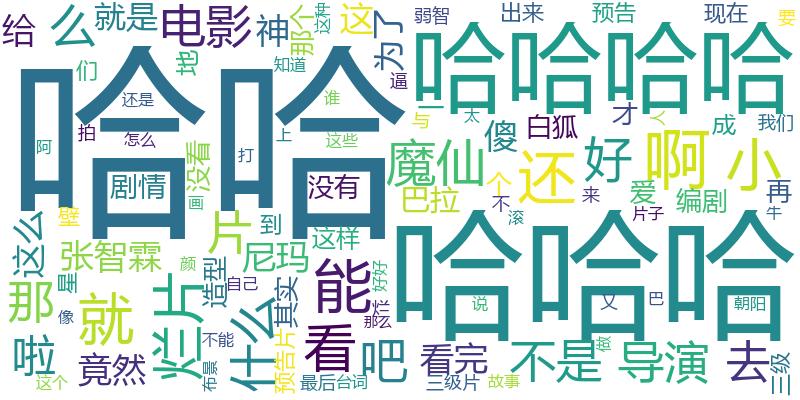 给
么
就是
电影
神
那个
这种
这
为了
弱智
出来
预告
现在
要
哈哈
哈哈哈哈
们
地
知道
逼
还是
谁
拍
怎么
阿
上
打
这些
没看
画
剧情
没有
一
与
太
才
人
成
我们
傻
白狐
魔仙
还
好
啊
小
个
巴拉
不
滚
来
爱
编剧
再
片子
牛
这么
壁
片
到
张智霖
颜
尼玛
这样
哈哈哈
星
造型
自己
其实
能
好好
那
像
就
烂片
什么
那么
说
又
巴
朝阳
做
啦
竟然
不能
布景
预告片
看
吧
看完
不是
导演
去
三级
这个
最后
台词
三级片
故事